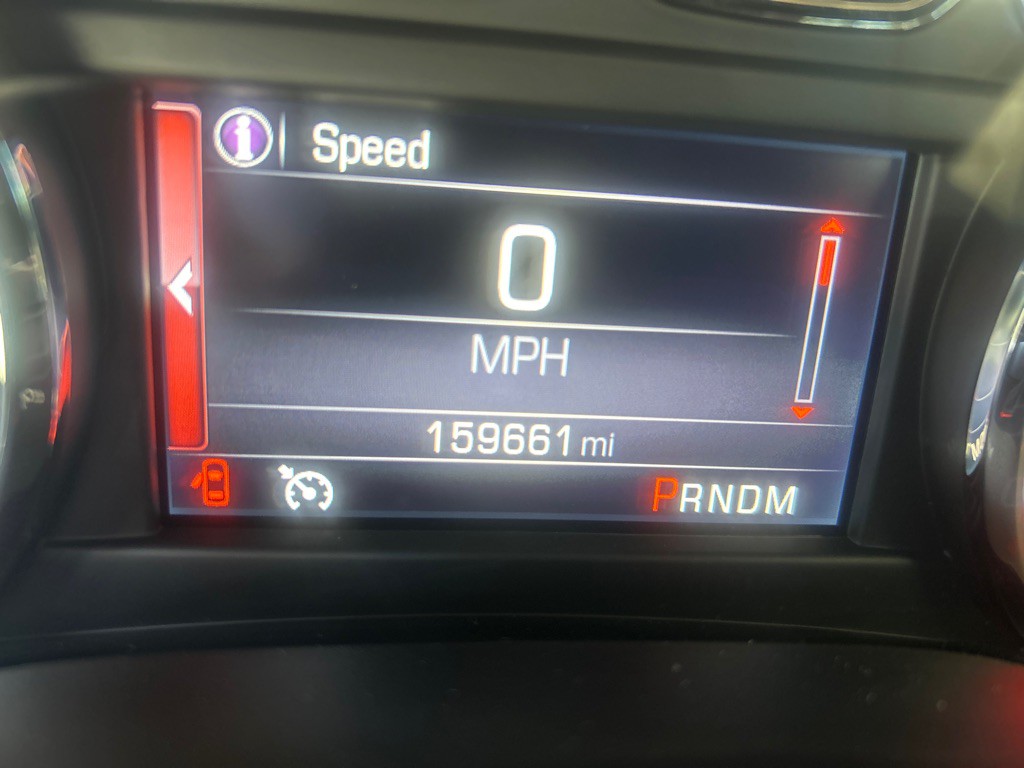 i Speed
0
MPH
159661 mi
PRNDM